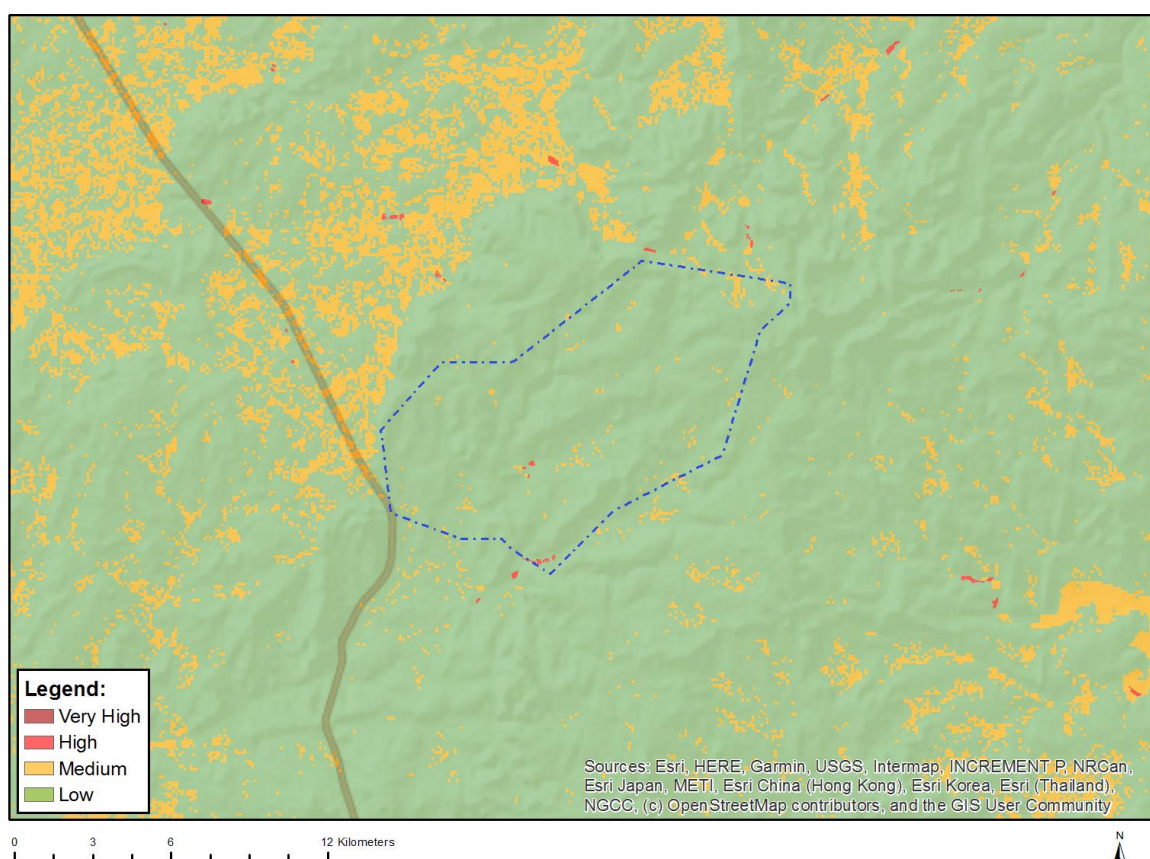 Legend:
Very High
High
Medium
Low
Sources: Esri, HERE, Garmin, USGS, Intermap, INCREMENT P, NRCan,
Esri Japan, METI, Esri China (Hong Kong), Esri Korea, Esri (Thailand),
NGCC, (c) OpenStreetMap contributors, and the GIS User Community
0 3 6 12 Kilometers
N